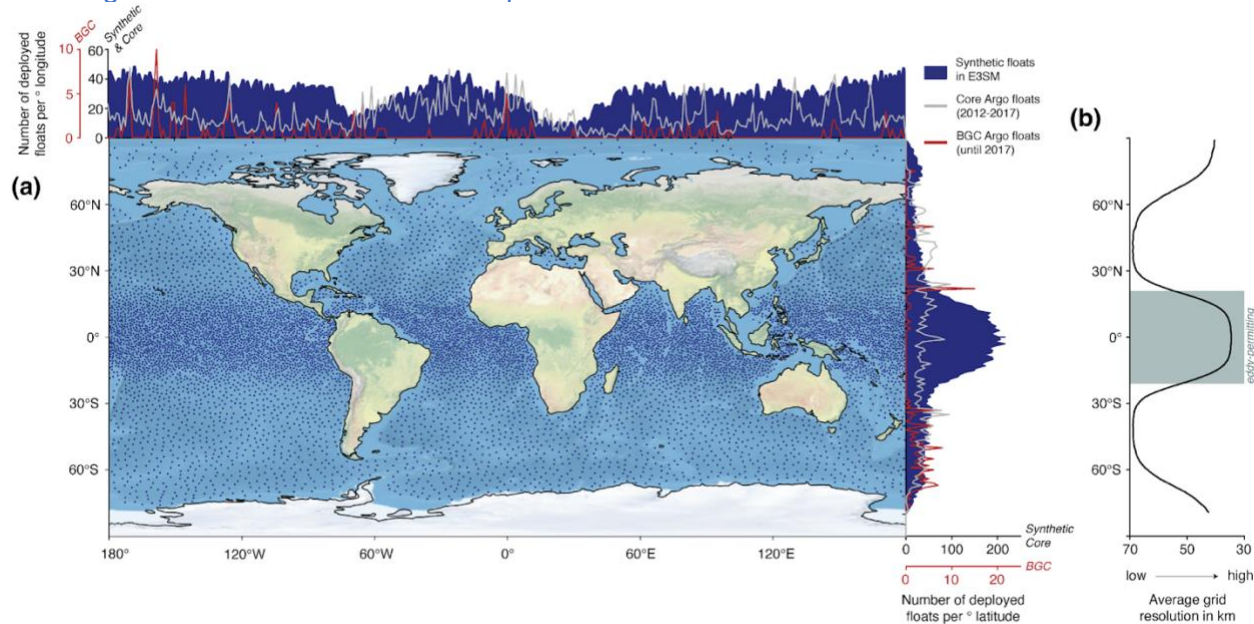 Number of deployed
floats per ° longitude
BGC
Synthetic
& Core
10
5
0
60
40
20
0
Synthetic floats
in E3SM
Core Argo floats
(2012-2017)
BGC Argo floats
(until 2017)
(a)
60°N
30°N
0°
30°S
60°S
180°
120°W
60°W
0°
60°E
120°E
Synthetic
Core
0 100 200
BGC
0 10 20
Number of deployed
floats per ° latitude
(b)
60°N
30°N
0°
30°S
60°S
eddy-permitting
70 50 30
low high
Average grid
resolution in km